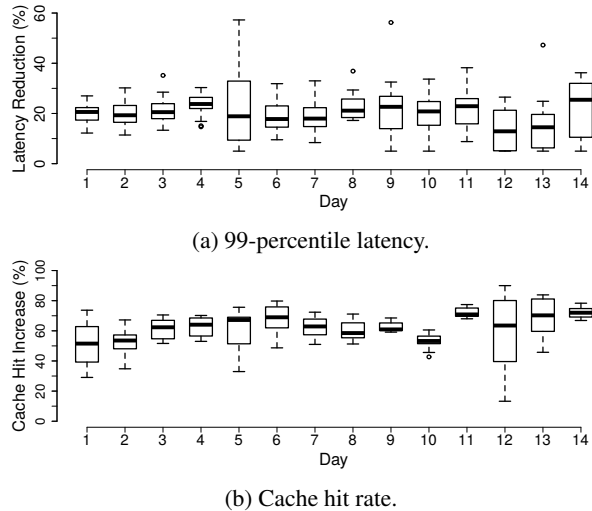 Latency Reduction (%)
0 20 40 60
1 2 3 4 5 6 7 8 9 10 11 12 13 14
Day
(a) 99-percentile latency.
Cache Hit Increase (%)
0 20 40 60 80 100
1 2 3 4 5 6 7 8 9 10 11 12 13 14
Day
(b) Cache hit rate.